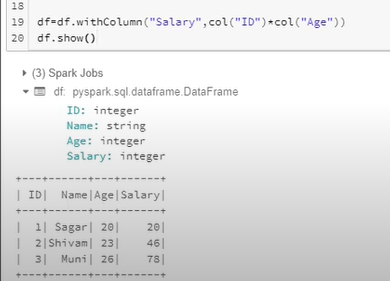 18
19 df=df.withColumn("Salary",col("ID")*col("Age"))
20 df.show()
(3) Spark Jobs
df: pyspark.sql.dataframe.DataFrame
ID: integer
Name: string
Age: integer
Salary: integer
+---+------+---+------+
| ID|  Name|Age|Salary|
+---+------+---+------+
|  1| Sagar| 20|    20|
|  2|Shivam| 23|    46|
|  3|  Muni| 26|    78|
+---+------+---+------+